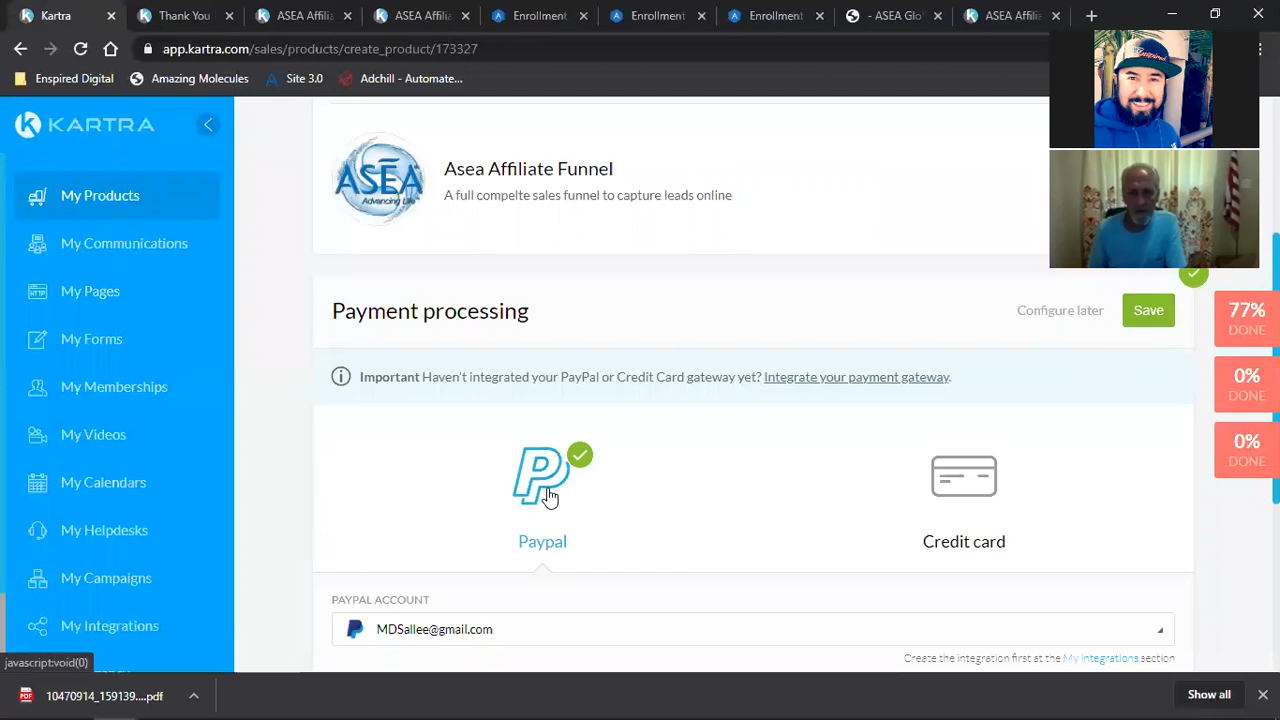 Kartra
Thank You
ASEA Affilia
ASEA Affilia
Enrollment
Enrollment
Enrollment
- ASEA Glo
ASEA Affilia
app.kartra.com/sales/products/create_product/173327
Enspired Digital
Amazing Molecules
Site 3.0
Adchill - Automate...
KARTRA
My Products
My Communications
My Pages
My Forms
My Memberships
My Videos
My Calendars
My Helpdesks
My Campaigns
My Integrations
ASEA
Advancing Life
Asea Affiliate Funnel
A full compelte sales funnel to capture leads online
Payment processing
Configure later
Save
Important Haven't integrated your PayPal or Credit Card gateway yet? Integrate your payment gateway.
Paypal
Credit card
PAYPAL ACCOUNT
MDSallee@gmail.com
Create the integration first at the My integrations section
77%
DONE
0%
DONE
0%
DONE
javascript:void(0)
10470914_159139....pdf
Show all